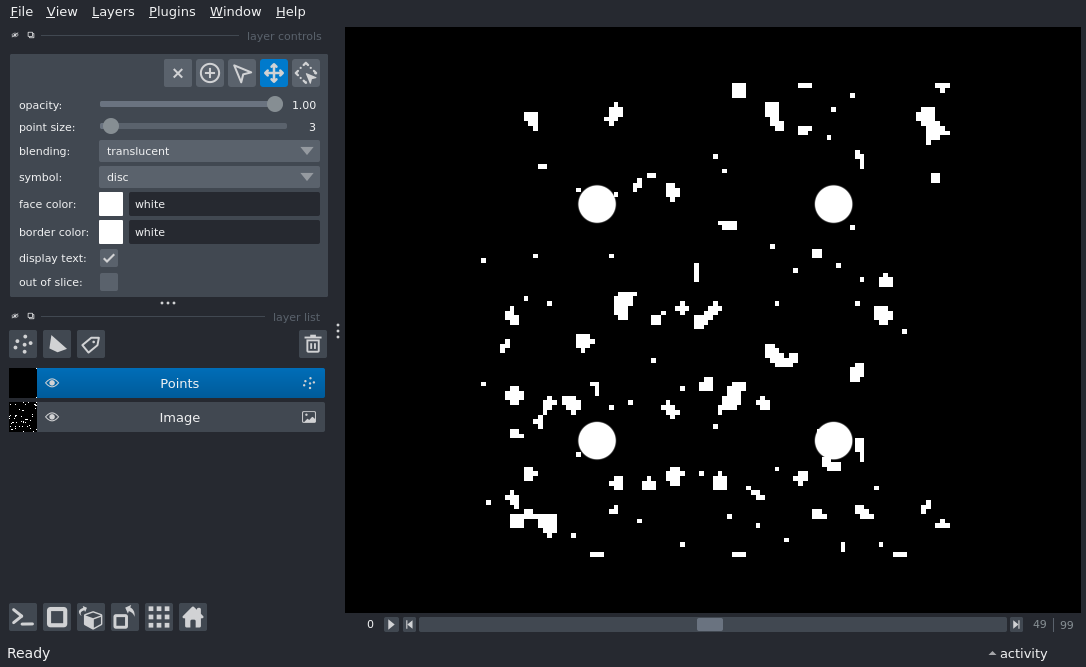 File View Layers Plugins Window Help
layer controls
opacity: 1.00
point size: 3
blending: translucent
symbol: disc
face color: white
border color: white
display text:
out of slice:
layer list
Points
Image
0 49 | 99
Ready activity